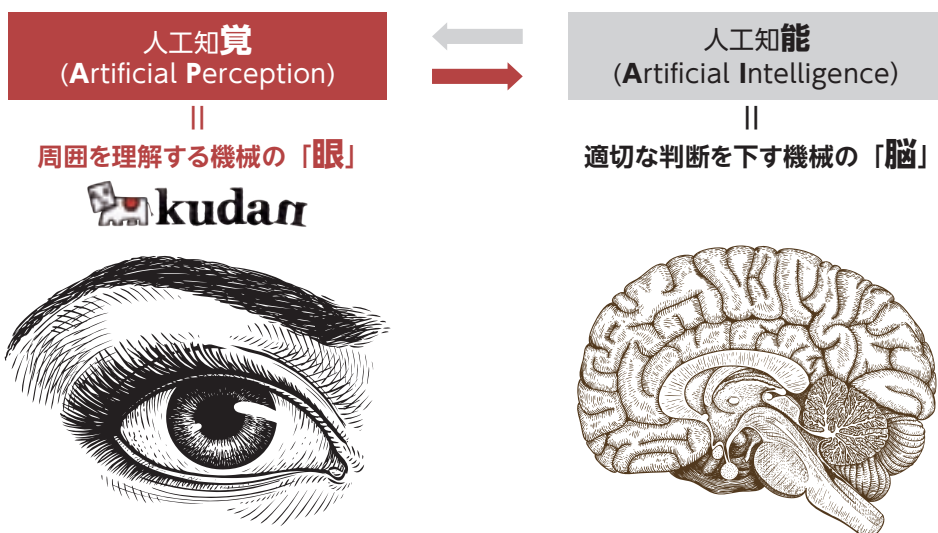 人工知覚
(Artificial Perception)
=
周囲を理解する機械の「眼」
kudan
人工知能
(Artificial Intelligence)
=
適切な判断を下す機械の「脳」